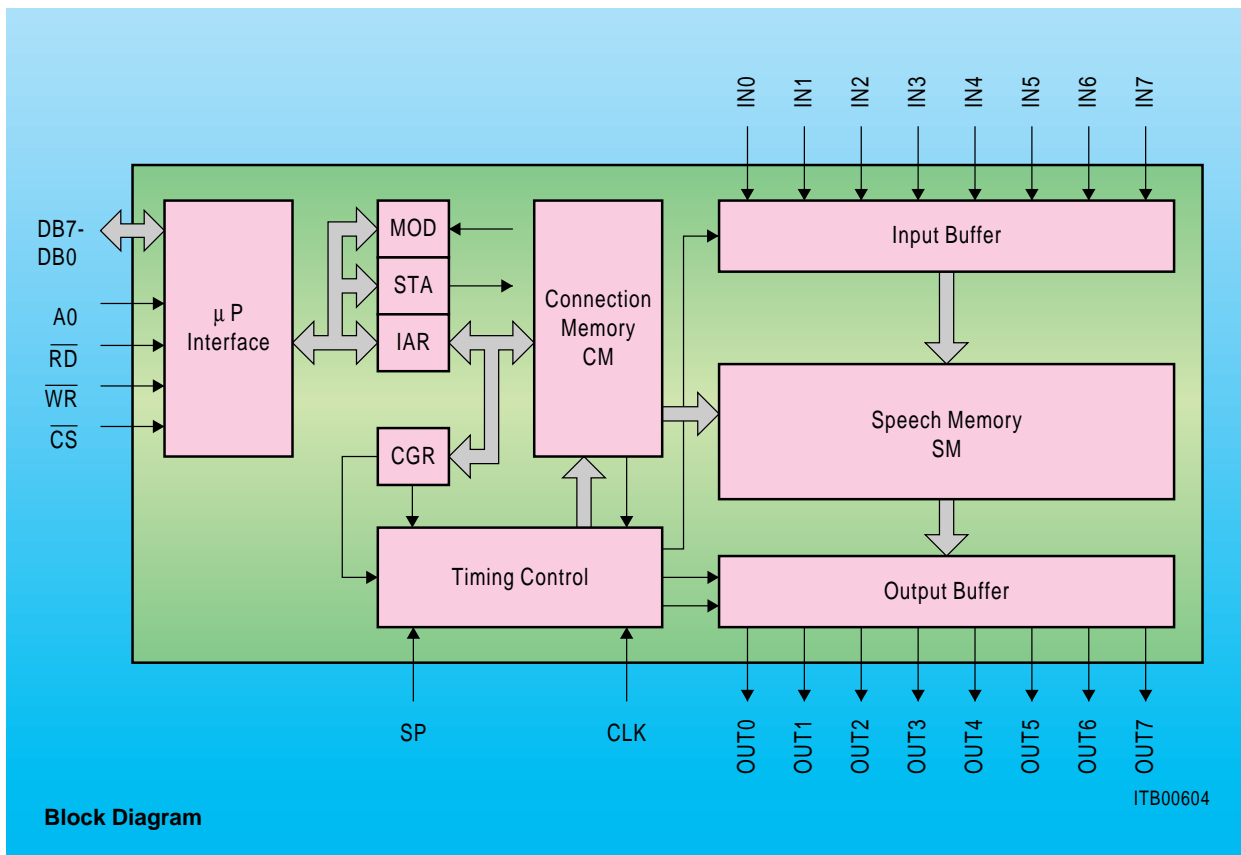 IN0
IN1
IN2
IN3
IN4
IN5
IN6
IN7
DB7-
DB0
A0
RD
WR
CS
µ P
Interface
MOD
STA
IAR
CGR
Connection
Memory
CM
Input Buffer
Speech Memory
SM
Timing Control
Output Buffer
SP
CLK
OUT0
OUT1
OUT2
OUT3
OUT4
OUT5
OUT6
OUT7
ITB00604
Block Diagram